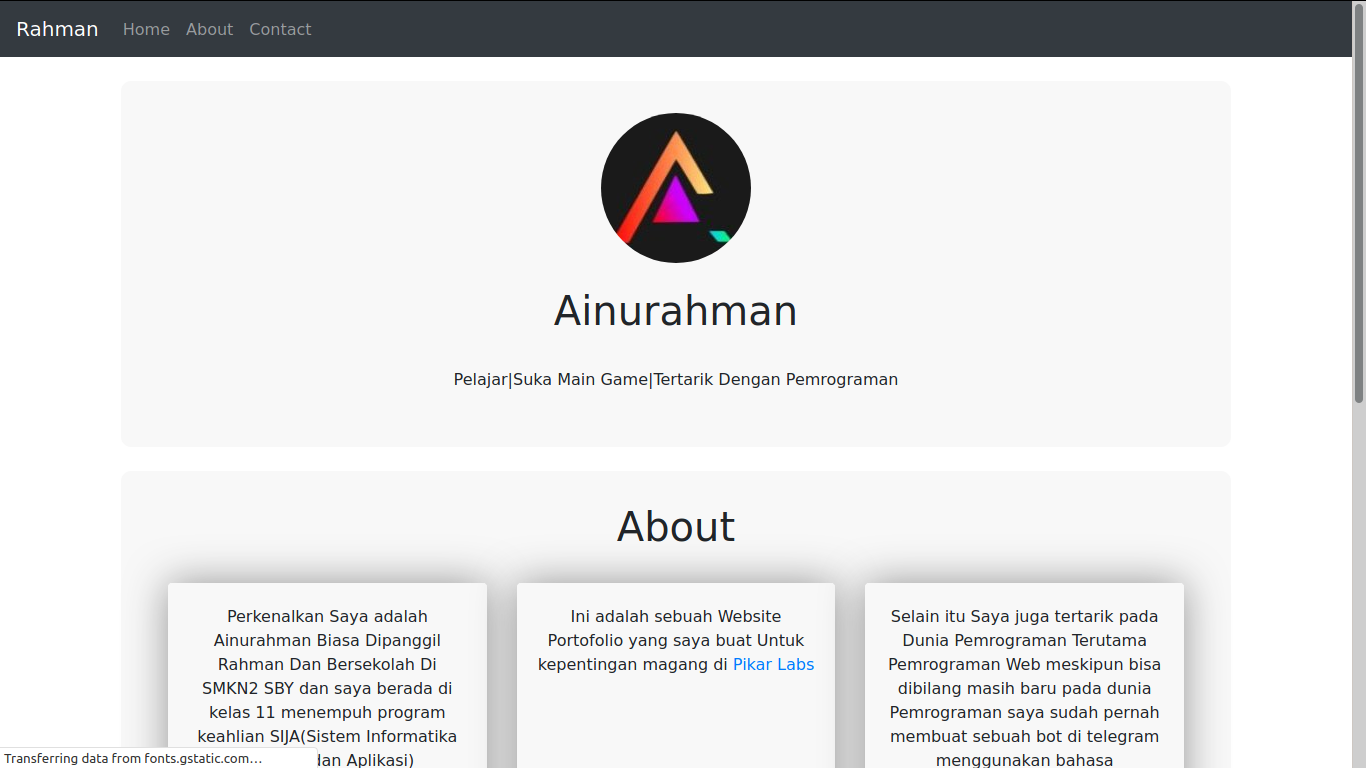 Rahman Home About Contact
Ainurahman
Pelajar|Suka Main Game|Tertarik Dengan Pemrograman
About
Perkenalkan Saya adalah
Ainurahman Biasa Dipanggil
Rahman Dan Bersekolah Di
SMKN2 SBY dan saya berada di
kelas 11 menempuh program
keahlian SIJA(Sistem Informatika
dan Aplikasi)
Ini adalah sebuah Website
Portofolio yang saya buat Untuk
kepentingan magang di Pikar Labs
Selain itu Saya juga tertarik pada
Dunia Pemrograman Terutama
Pemrograman Web meskipun bisa
dibilang masih baru pada dunia
Pemrograman saya sudah pernah
membuat sebuah bot di telegram
menggunakan bahasa
Transferring data from fonts.gstatic.com…